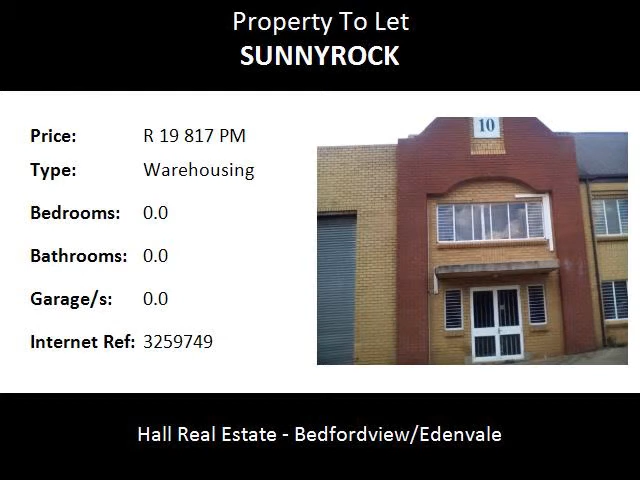 Property To Let
SUNNYROCK
Price: R 19 817 PM
Type: Warehousing
Bedrooms: 0.0
Bathrooms: 0.0
Garage/s: 0.0
Internet Ref: 3259749
10
Hall Real Estate - Bedfordview/Edenvale